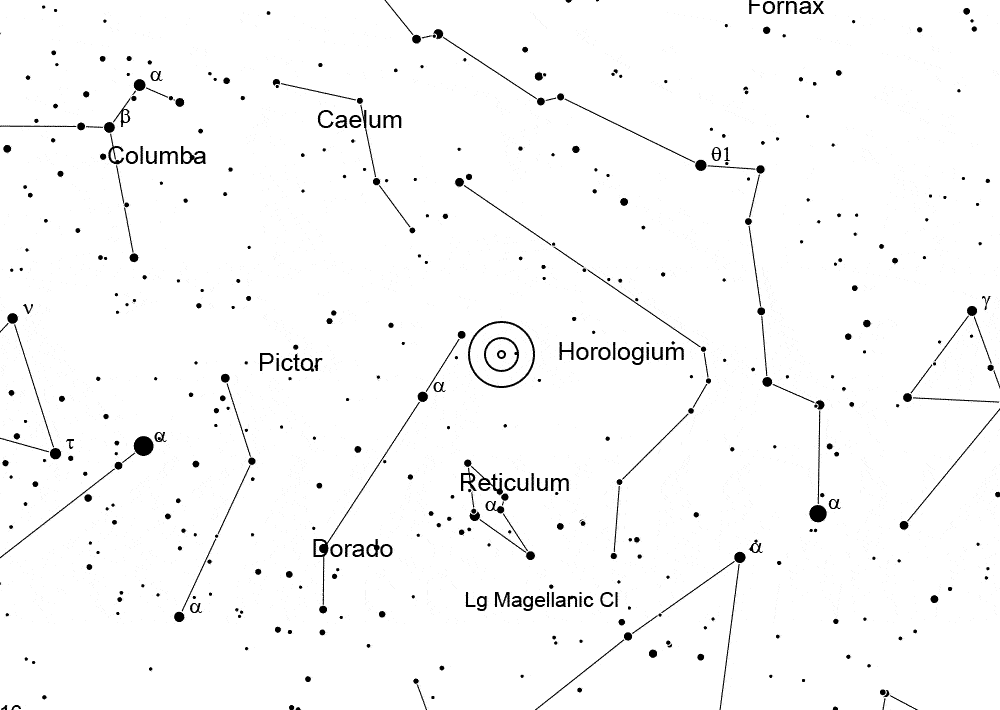 Fornax
α
Caelum
β
Columba
θ1
ν
γ
Pictor
Horologium
α
τ
α
Reticulum
α
α
Dorado
α
Lg Magellanic Cl
α